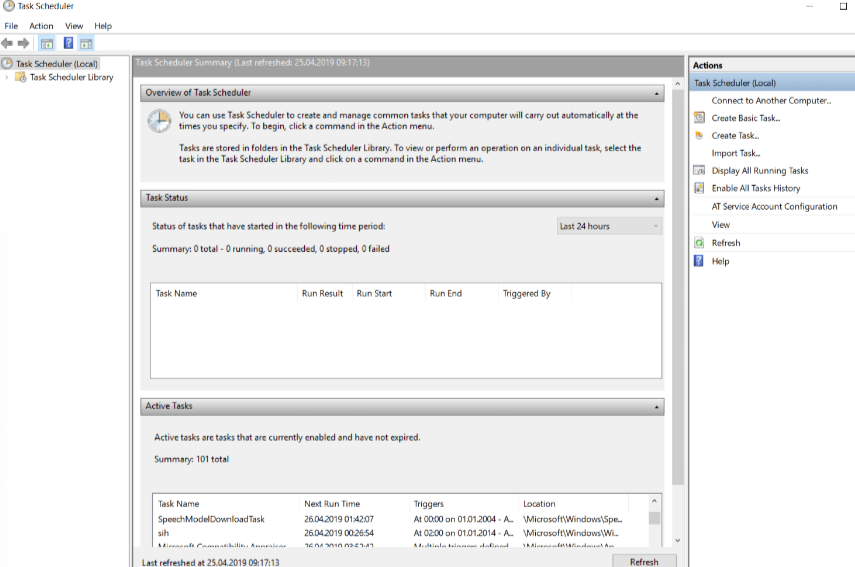 Task Scheduler
File Action View Help
Task Scheduler (Local)
Task Scheduler Library
Task Scheduler Summary (Last refreshed: 25.04.2019 09:17:13)
Overview of Task Scheduler
You can use Task Scheduler to create and manage common tasks that your computer will carry out automatically at the
times you specify. To begin, click a command in the Action menu.
Tasks are stored in folders in the Task Scheduler Library. To view or perform an operation on an individual task, select the
task in the Task Scheduler Library and click on a command in the Action menu.
Task Status
Status of tasks that have started in the following time period:
Last 24 hours
Summary: 0 total - 0 running, 0 succeeded, 0 stopped, 0 failed
Task Name Run Result Run Start Run End Triggered By
Active Tasks
Active tasks are tasks that are currently enabled and have not expired.
Summary: 101 total
Task Name Next Run Time Triggers Location
SpeechModelDownloadTask 26.04.2019 01:42:07 At 00:00 on 01.01.2004 - A... \Microsoft\Windows\Spe...
sih 26.04.2019 00:26:54 At 02:00 on 01.01.2014 - A... \Microsoft\Windows\Wi...
Microsoft Compatibility Appraiser 26.04.2019 03:52:42 Multiple triggers defined \Microsoft\Windows\Ap...
Last refreshed at 25.04.2019 09:17:13
Refresh
Actions
Task Scheduler (Local)
Connect to Another Computer...
Create Basic Task...
Create Task...
Import Task...
Display All Running Tasks
Enable All Tasks History
AT Service Account Configuration
View
Refresh
Help